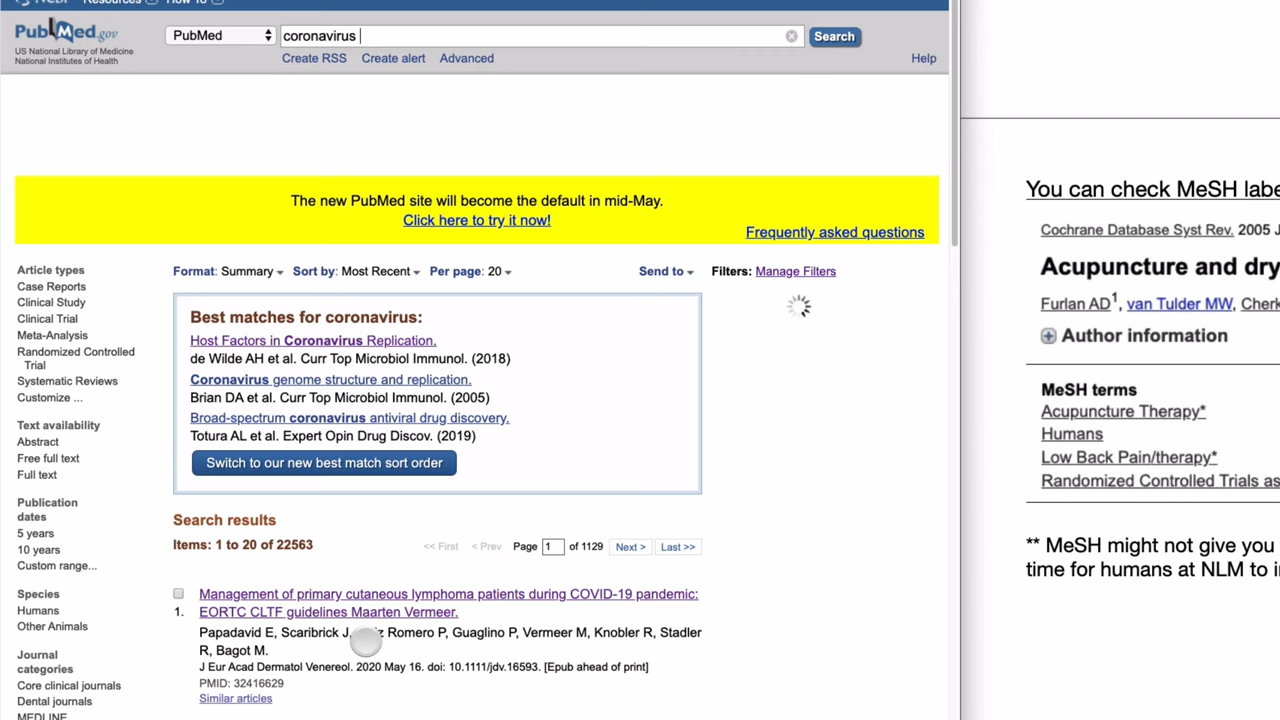 Resources
How To
PubMed.gov
US National Library of Medicine
National Institutes of Health
PubMed
coronavirus
Search
Create RSS Create alert Advanced
Help
The new PubMed site will become the default in mid-May.
Click here to try it now!
Frequently asked questions
Article types
Case Reports
Clinical Study
Clinical Trial
Meta-Analysis
Randomized Controlled
Trial
Systematic Reviews
Customize ...
Text availability
Abstract
Free full text
Full text
Publication
dates
5 years
10 years
Custom range...
Species
Humans
Other Animals
Journal
categories
Core clinical journals
Dental journals
MEDLINE
Format: Summary Sort by: Most Recent Per page: 20 Send to
Filters: Manage Filters
Best matches for coronavirus:
Host Factors in Coronavirus Replication.
de Wilde AH et al. Curr Top Microbiol Immunol. (2018)
Coronavirus genome structure and replication.
Brian DA et al. Curr Top Microbiol Immunol. (2005)
Broad-spectrum coronavirus antiviral drug discovery.
Totura AL et al. Expert Opin Drug Discov. (2019)
Switch to our new best match sort order
Search results
Items: 1 to 20 of 22563
<< First < Prev Page 1 of 1129 Next > Last >>
Management of primary cutaneous lymphoma patients during COVID-19 pandemic:
1. EORTC CLTF guidelines Maarten Vermeer.
Papadavid E, Scaribrick J, Romero P, Guaglino P, Vermeer M, Knobler R, Stadler
R, Bagot M.
J Eur Acad Dermatol Venereol. 2020 May 16. doi: 10.1111/jdv.16593. [Epub ahead of print]
PMID: 32416629
Similar articles
You can check MeSH labe
Cochrane Database Syst Rev. 2005 J
Acupuncture and dry
Furlan AD1, van Tulder MW, Cherk
Author information
MeSH terms
Acupuncture Therapy*
Humans
Low Back Pain/therapy*
Randomized Controlled Trials as
** MeSH might not give you
time for humans at NLM to i